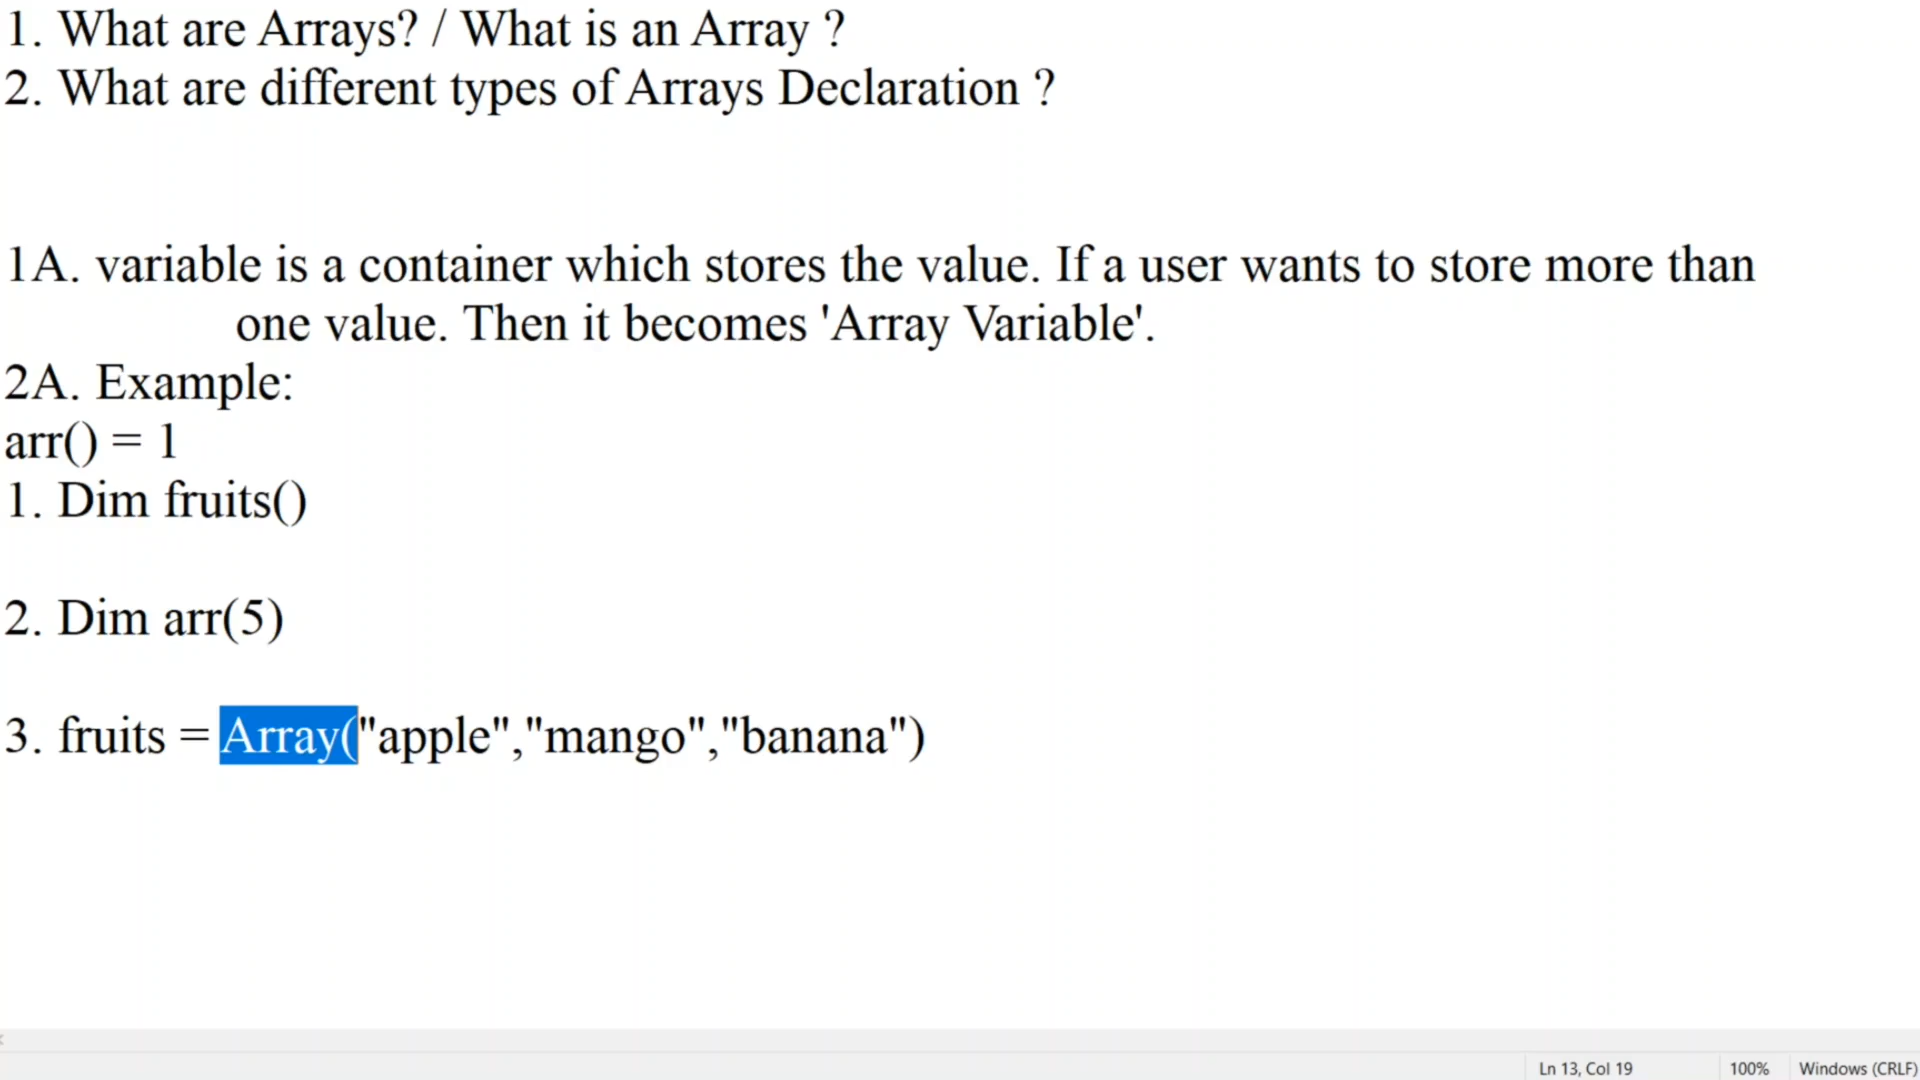 1. What are Arrays? / What is an Array ?
2. What are different types of Arrays Declaration ?
1A. variable is a container which stores the value. If a user wants to store more than
one value. Then it becomes 'Array Variable'.
2A. Example:
arr() = 1
1. Dim fruits()
2. Dim arr(5)
3. fruits = Array("apple","mango","banana")
Ln 13, Col 19 100% Windows (CRLF)